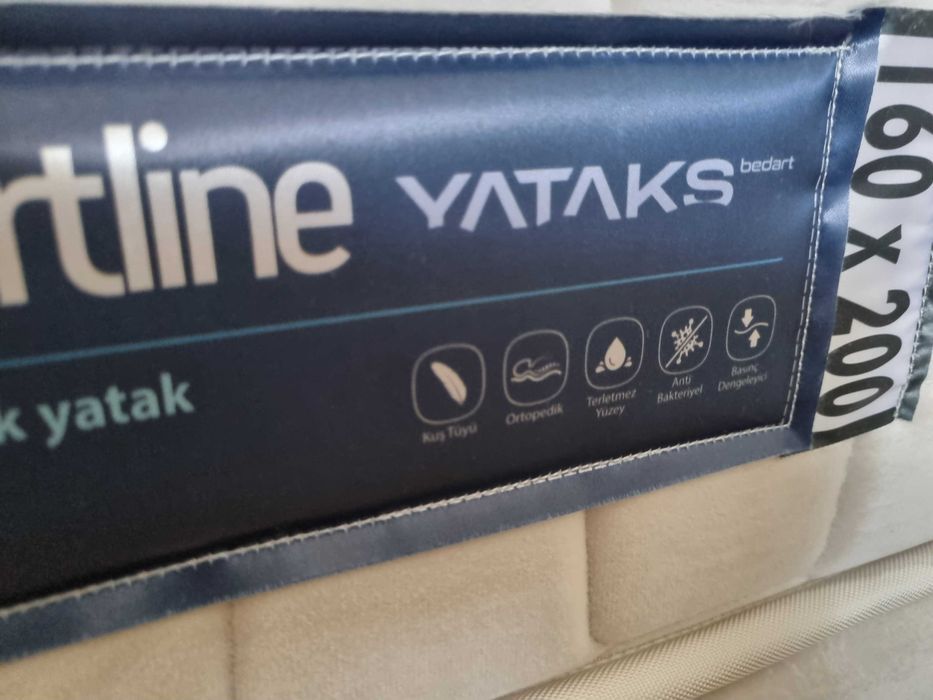 rtline
YATAKS bedart
k yatak
Kuş Tüyü
Ortopedik
Terletmez
Yüzey
Anti
Bakteriyel
Basınç
Dengeleyici
160 x 200